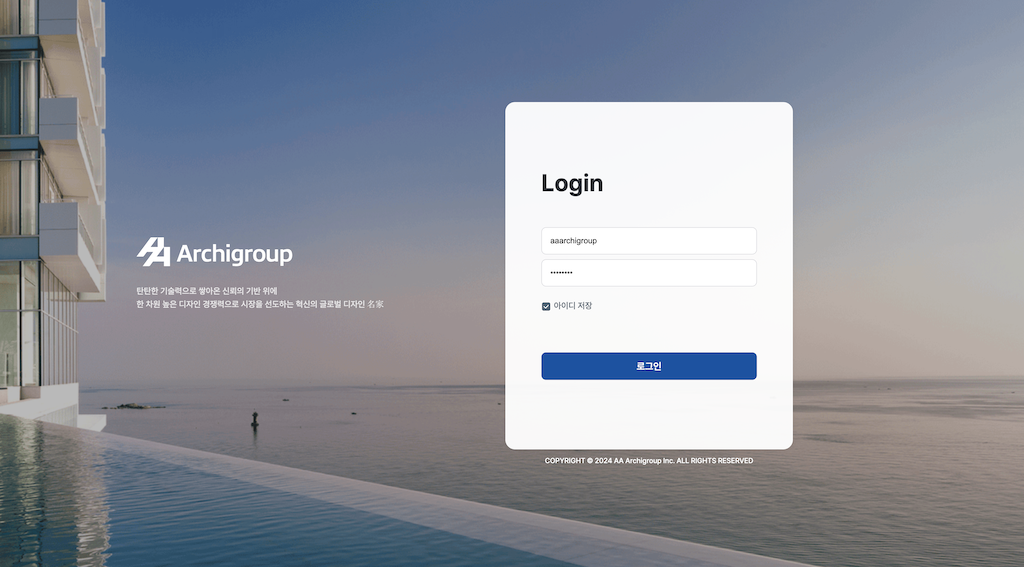 AA Archigroup
탄탄한 기술력으로 쌓아온 신뢰의 기반 위에
한 차원 높은 디자인 경쟁력으로 시장을 선도하는 혁신의 글로벌 디자인 名家
Login
aaarchigroup
••••••••
아이디 저장
로그인
COPYRIGHT © 2024 AA Archigroup Inc. ALL RIGHTS RESERVED